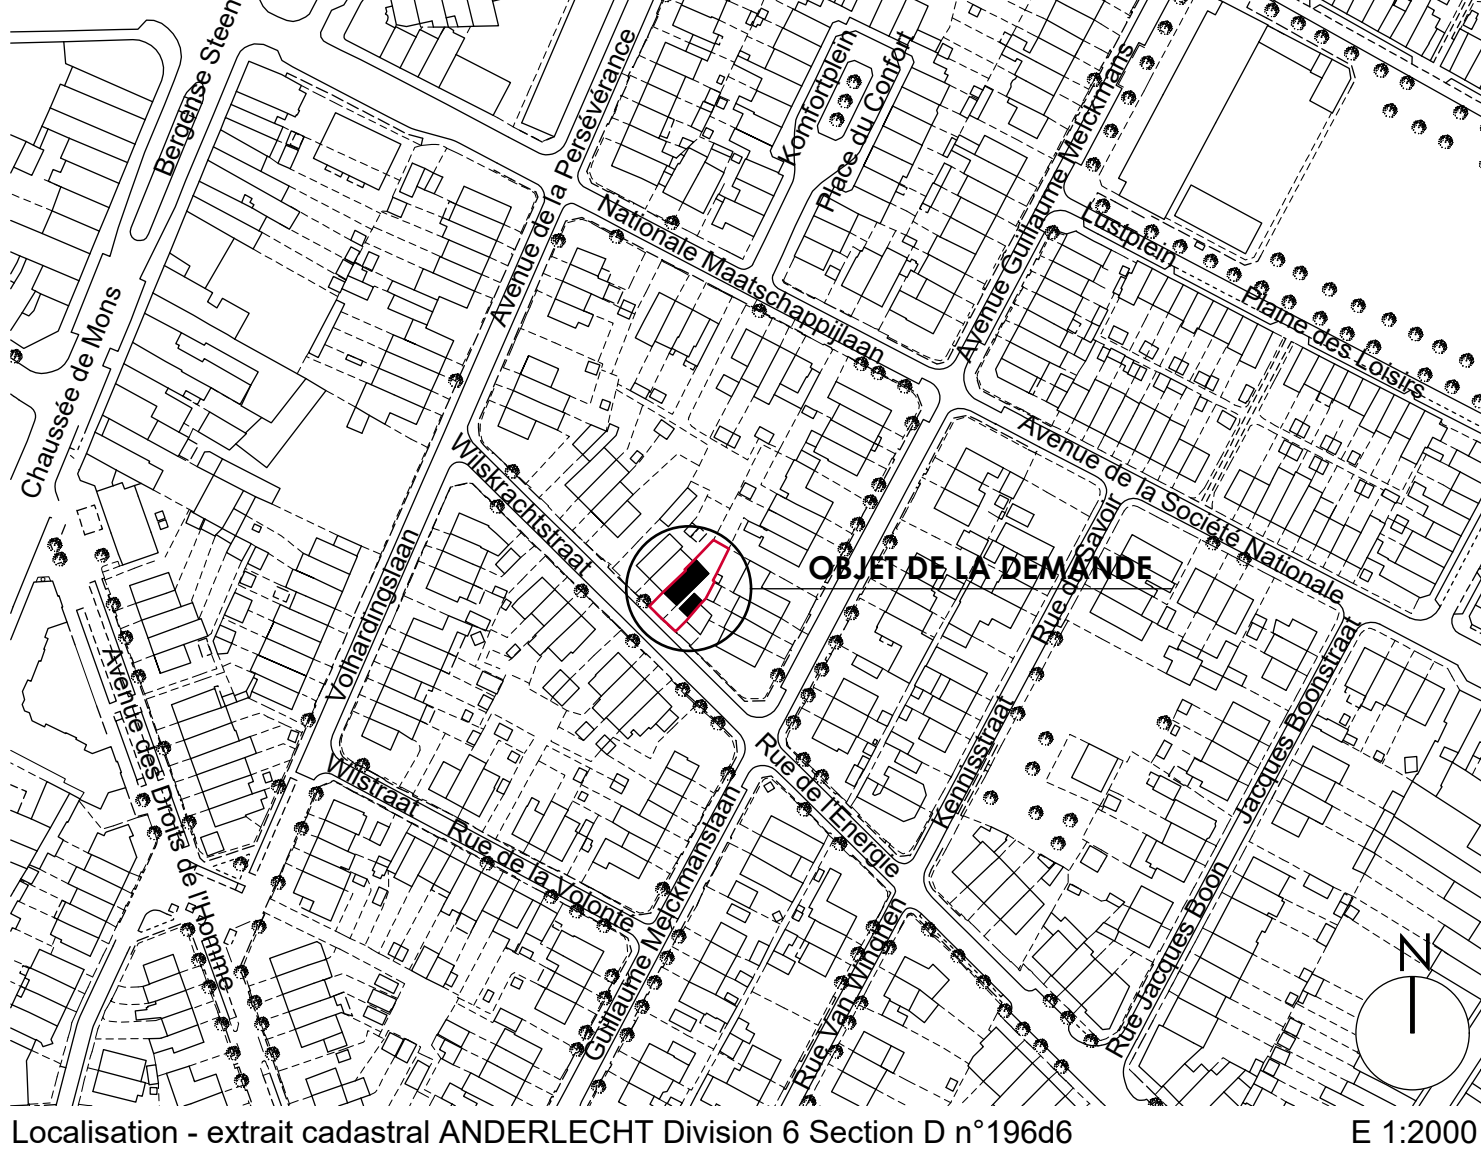 Bergense Steen
Chaussée de Mons
Avenue de la Persévérance
Komfortplein
Place du Confort
Avenue Guillaume Meickmans
Lustplein
Plaine des Loisirs
Nationale Maatschappijlaan
Avenue de la Société Nationale
Wilskrachtstraat
Volhardingslaan
OBJET DE LA DEMANDE
Rue du Savoir
Kennisstraat
Jacques Boonstraat
Rue Jacques Boon
Avenue des Droits de l'Homme
Wilstraat
Rue de la Volonté
Rue de l'Energie
Guillaume Meickmanslaan
Rue Van Winghen
N
Localisation - extrait cadastral ANDERLECHT Division 6 Section D n°196d6
E 1:2000